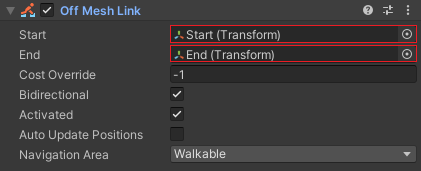 Off Mesh Link
Start Start (Transform)
End End (Transform)
Cost Override -1
Bidirectional
Activated
Auto Update Positions
Navigation Area Walkable